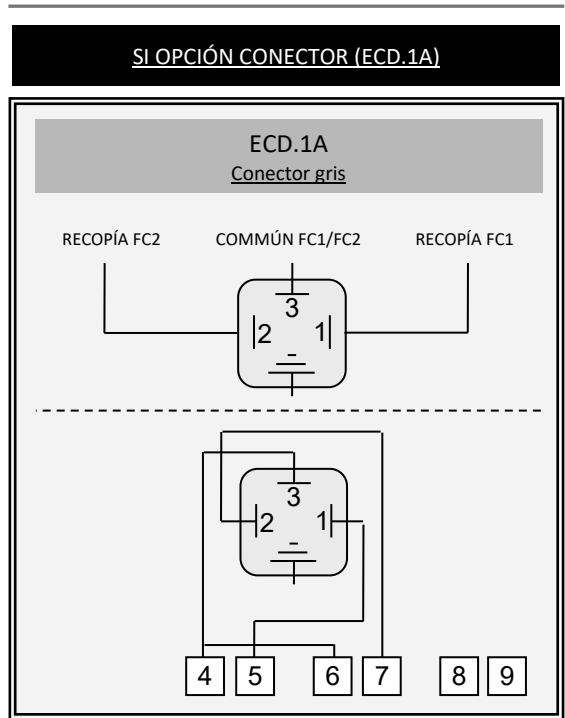 SI OPCIÓN CONECTOR (ECD.1A)
ECD.1A
Conector gris
RECOPÍA FC2 COMMÚN FC1/FC2 RECOPÍA FC1
3
2 1
3
2 1
4 5 6 7 8 9